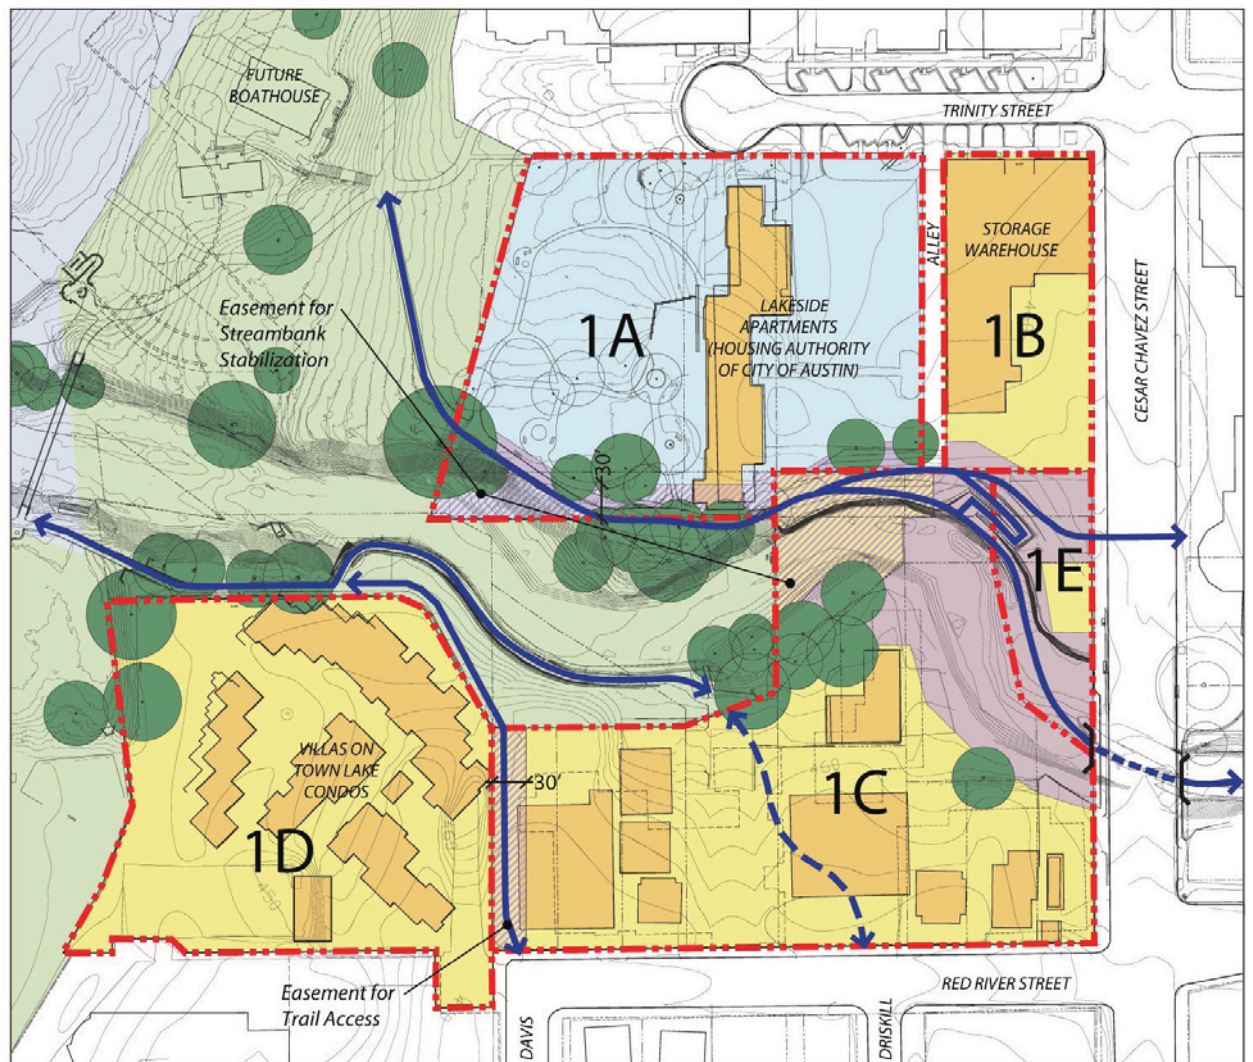 FUTURE
BOATHOUSE
TRINITY STREET
STORAGE
WAREHOUSE
ALLEY
CESAR CHAVEZ STREET
Easement for
Streambank
Stabilization
1A
LAKESIDE
APARTMENTS
(HOUSING AUTHORITY
OF CITY OF AUSTIN)
1B
30'
1E
VILLAS ON
TOWN LAKE
CONDOS
30'
1C
1D
450
Easement for
Trail Access
RED RIVER STREET
DAVIS
DRISKILL